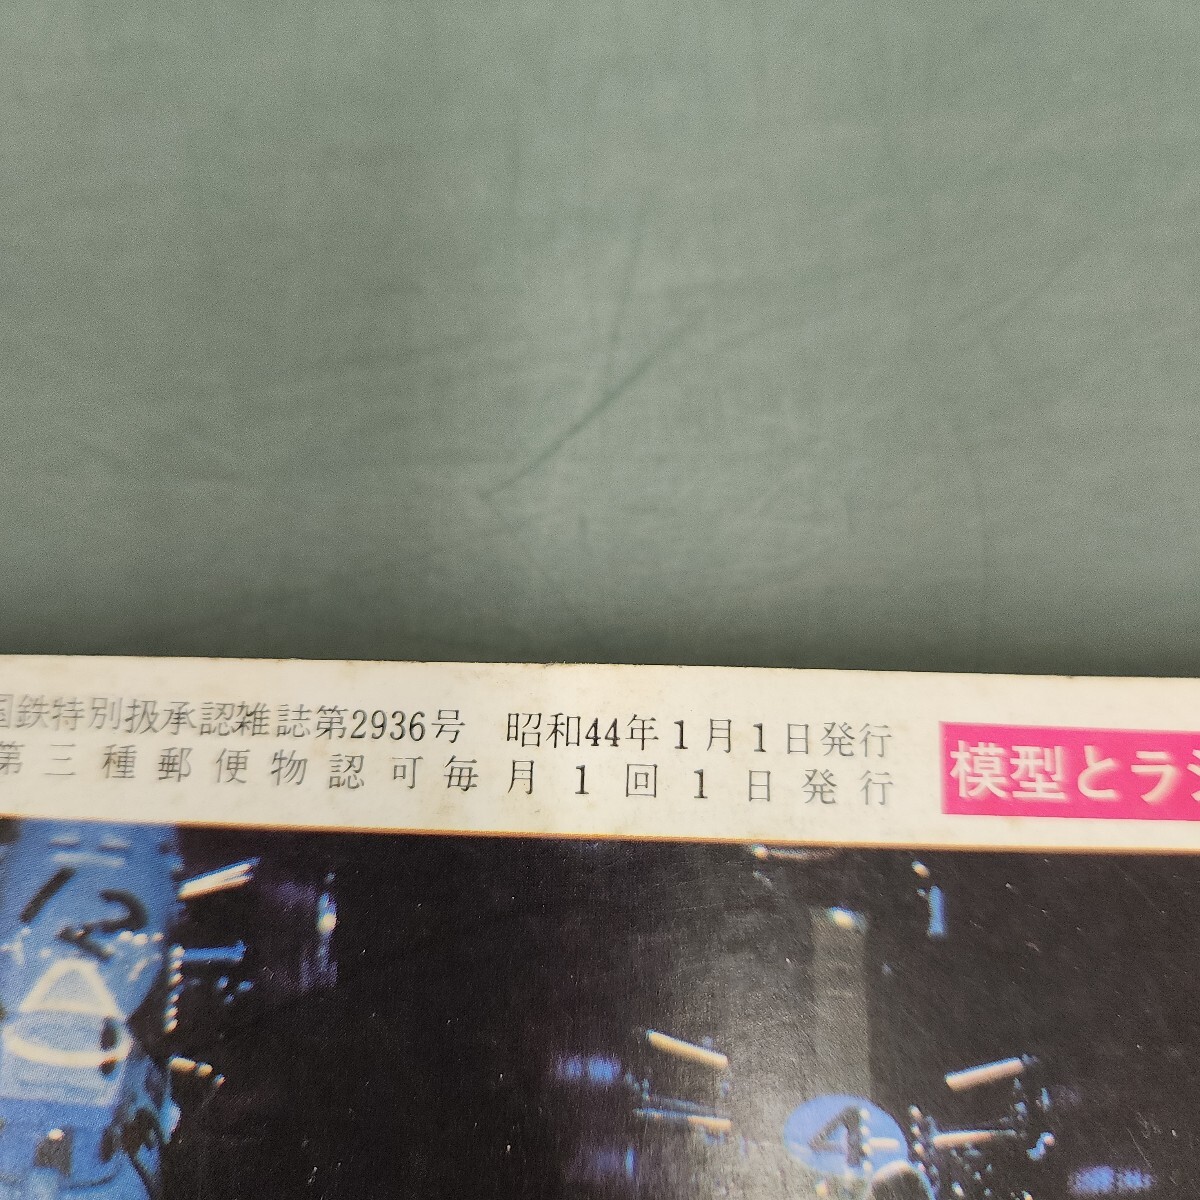 国鉄特別扱承認雑誌第2936号 昭和44年1月1日発行
第三種郵便物認可毎月1回1日発行
模型とラジ
12
4